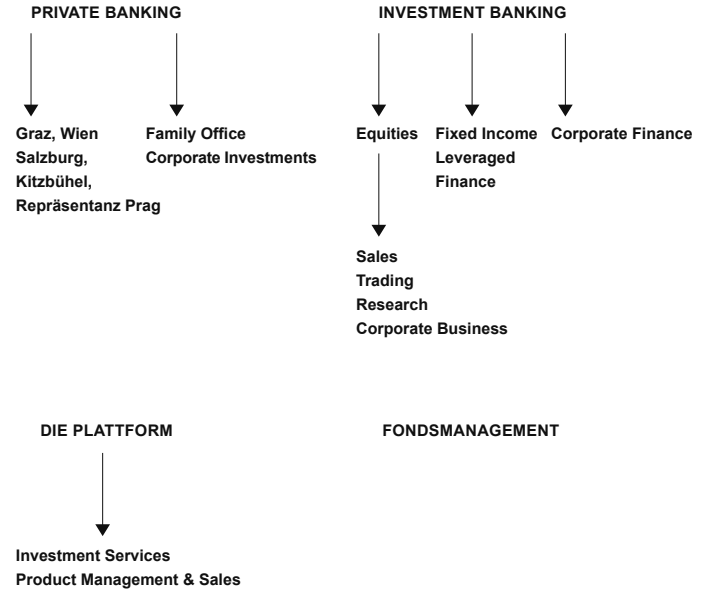 PRIVATE BANKING
Graz, Wien
Salzburg,
Kitzbühel,
Repräsentanz Prag
Family Office
Corporate Investments
INVESTMENT BANKING
Equities
Fixed Income
Leveraged
Finance
Corporate Finance
Sales
Trading
Research
Corporate Business
DIE PLATTFORM
Investment Services
Product Management & Sales
FONDSMANAGEMENT